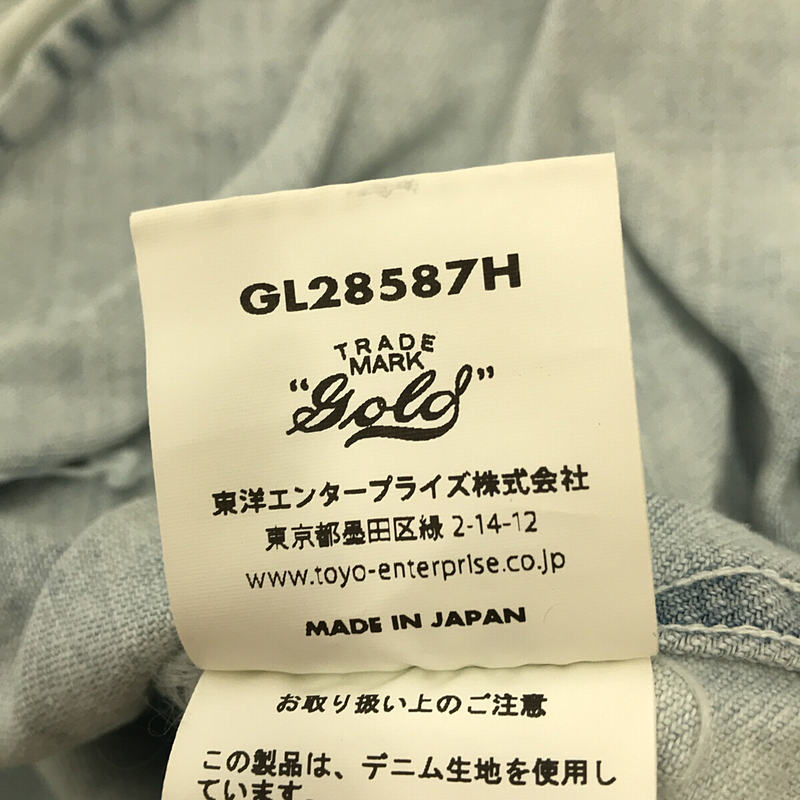 GL28587H
TRADE
MARK
"Gold"
東洋エンタープライズ株式会社
東京都墨田区緑 2-14-12
www.toyo-enterprise.co.jp
MADE IN JAPAN
お取り扱い上のご注意
この製品は、デニム生地を使用し
ています。